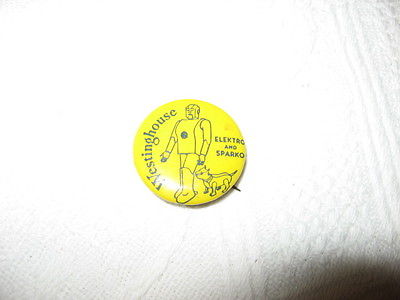 Westinghouse
ELEKTRO
AND
SPARKO